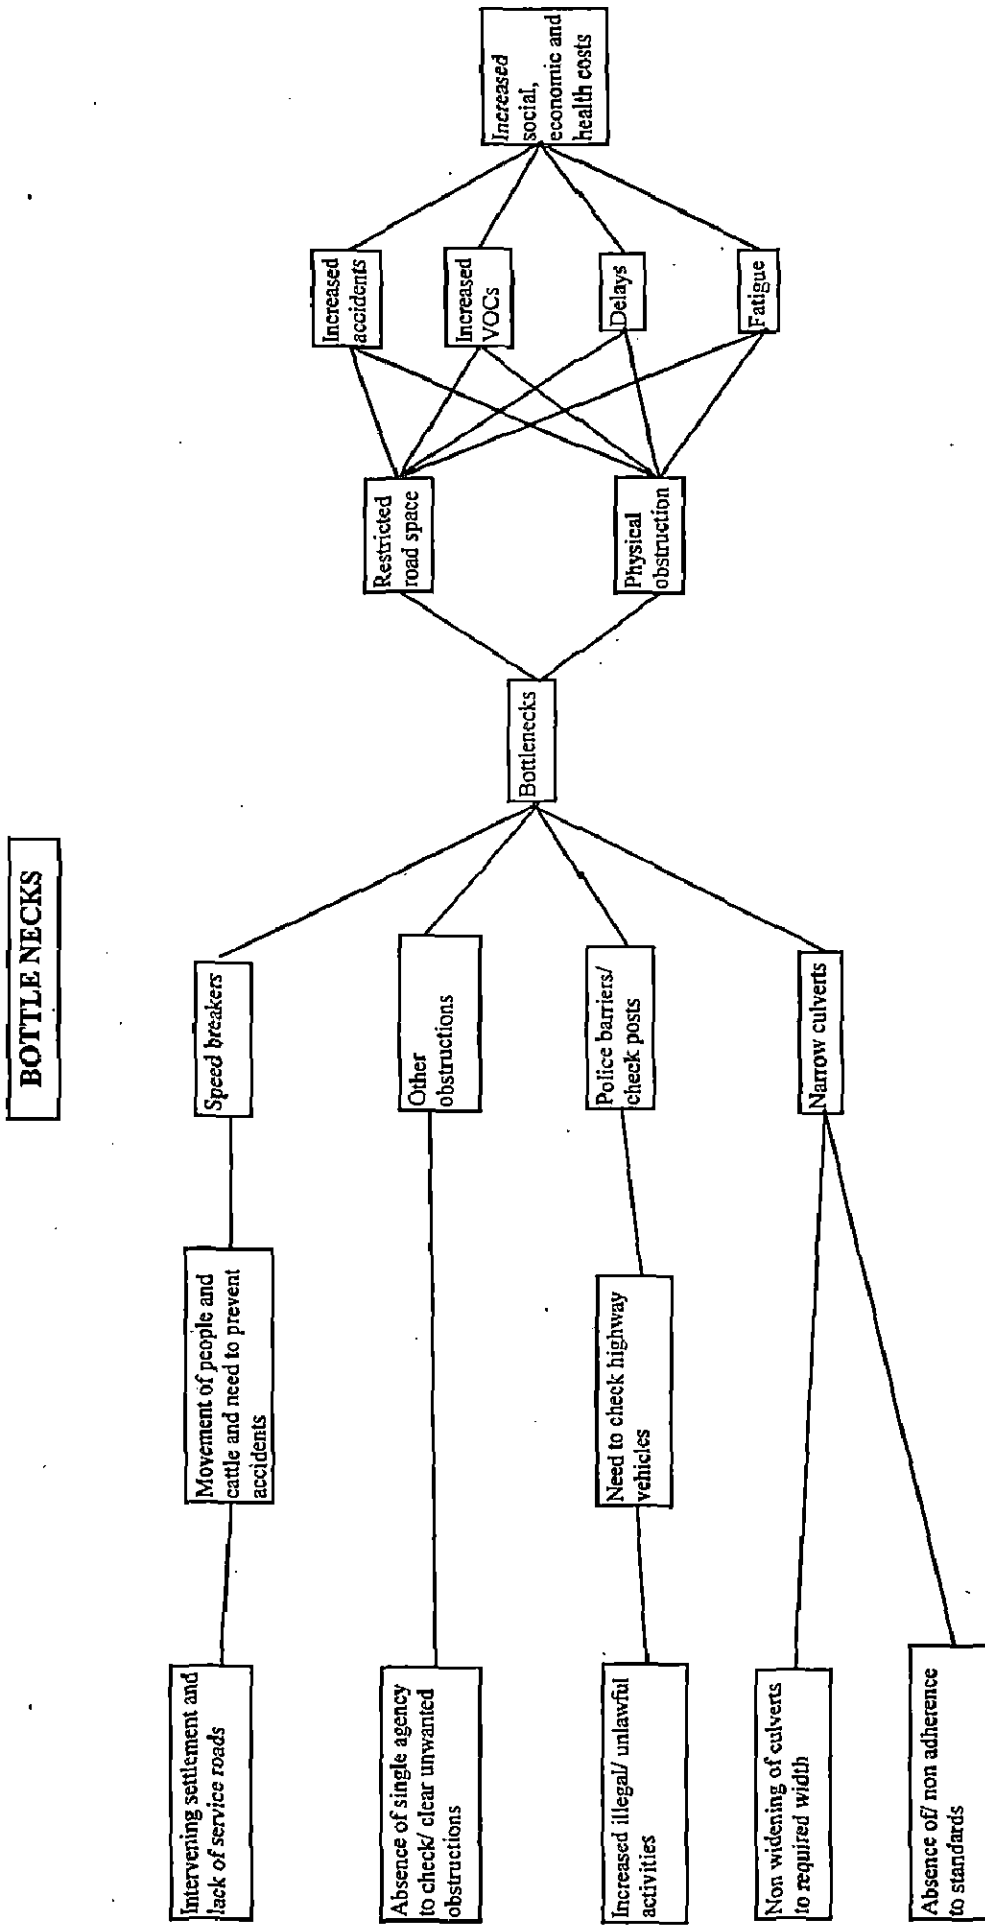 BOTTLE NECKS
Intervening settlement and
lack of service roads
Movement of people and
cattle and need to prevent
accidents
Speed breakers
Absence of single agency
to check/ clear unwanted
obstructions
Other
obstructions
Increased illegal/ unlawful
activities
Need to check highway
vehicles
Police barriers/
check posts
Non widening of culverts
to required width
Absence of/ non adherence
to standards
Narrow culverts
Bottlenecks
Restricted
road space
Physical
obstruction
Increased
accidents
Increased
VOCs
Delays
Fatigue
Increased
social,
economic and
health costs